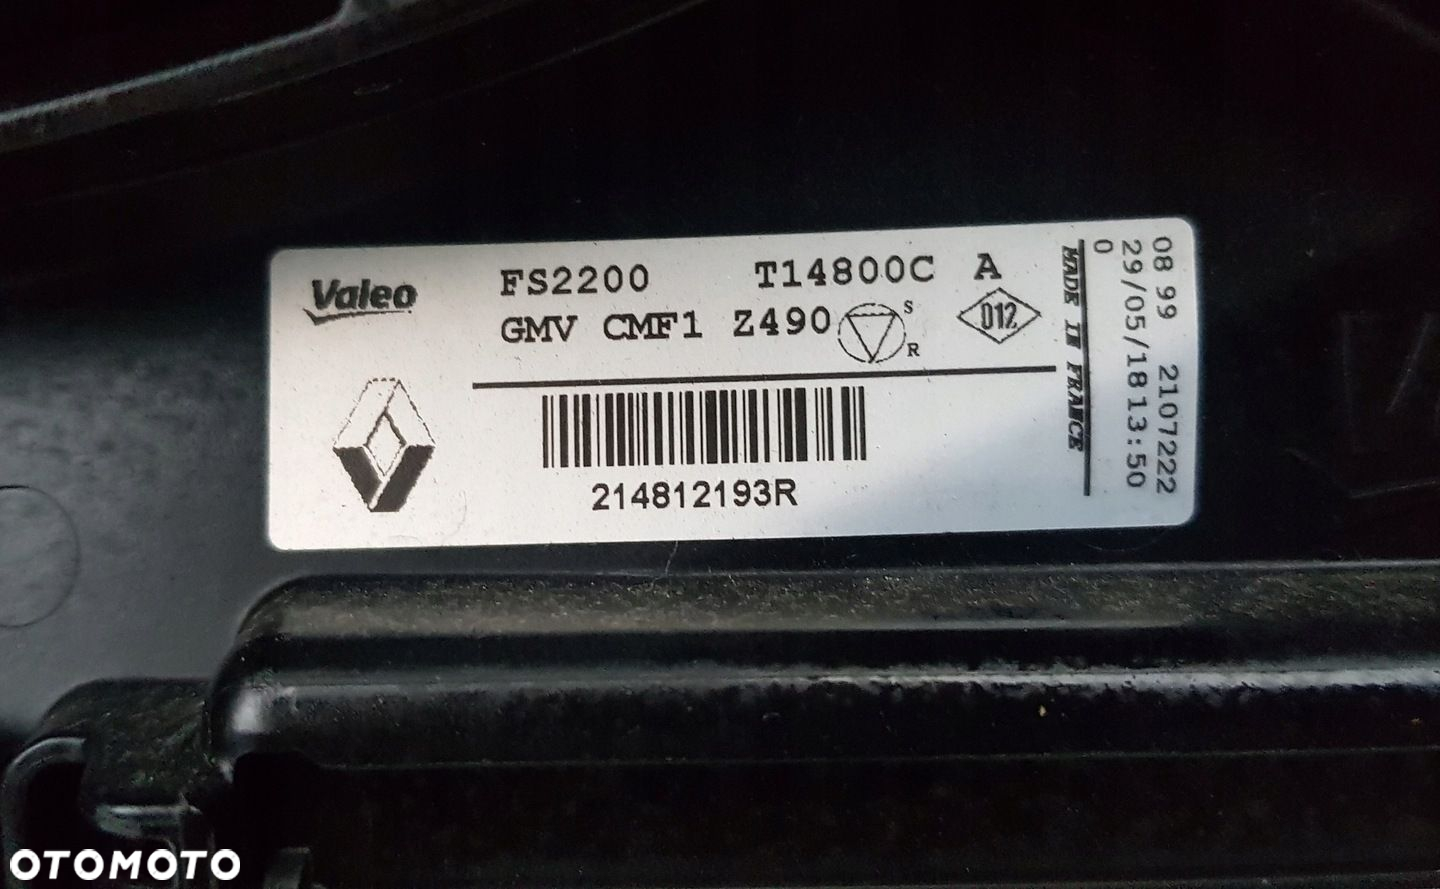 Valeo
FS2200 T14800C A
GMV CMF1 Z490 S R 012
214812193R
MADE IN FRANCE
08 99 2107222
29/05/18 13:50
0
OTOMOTO